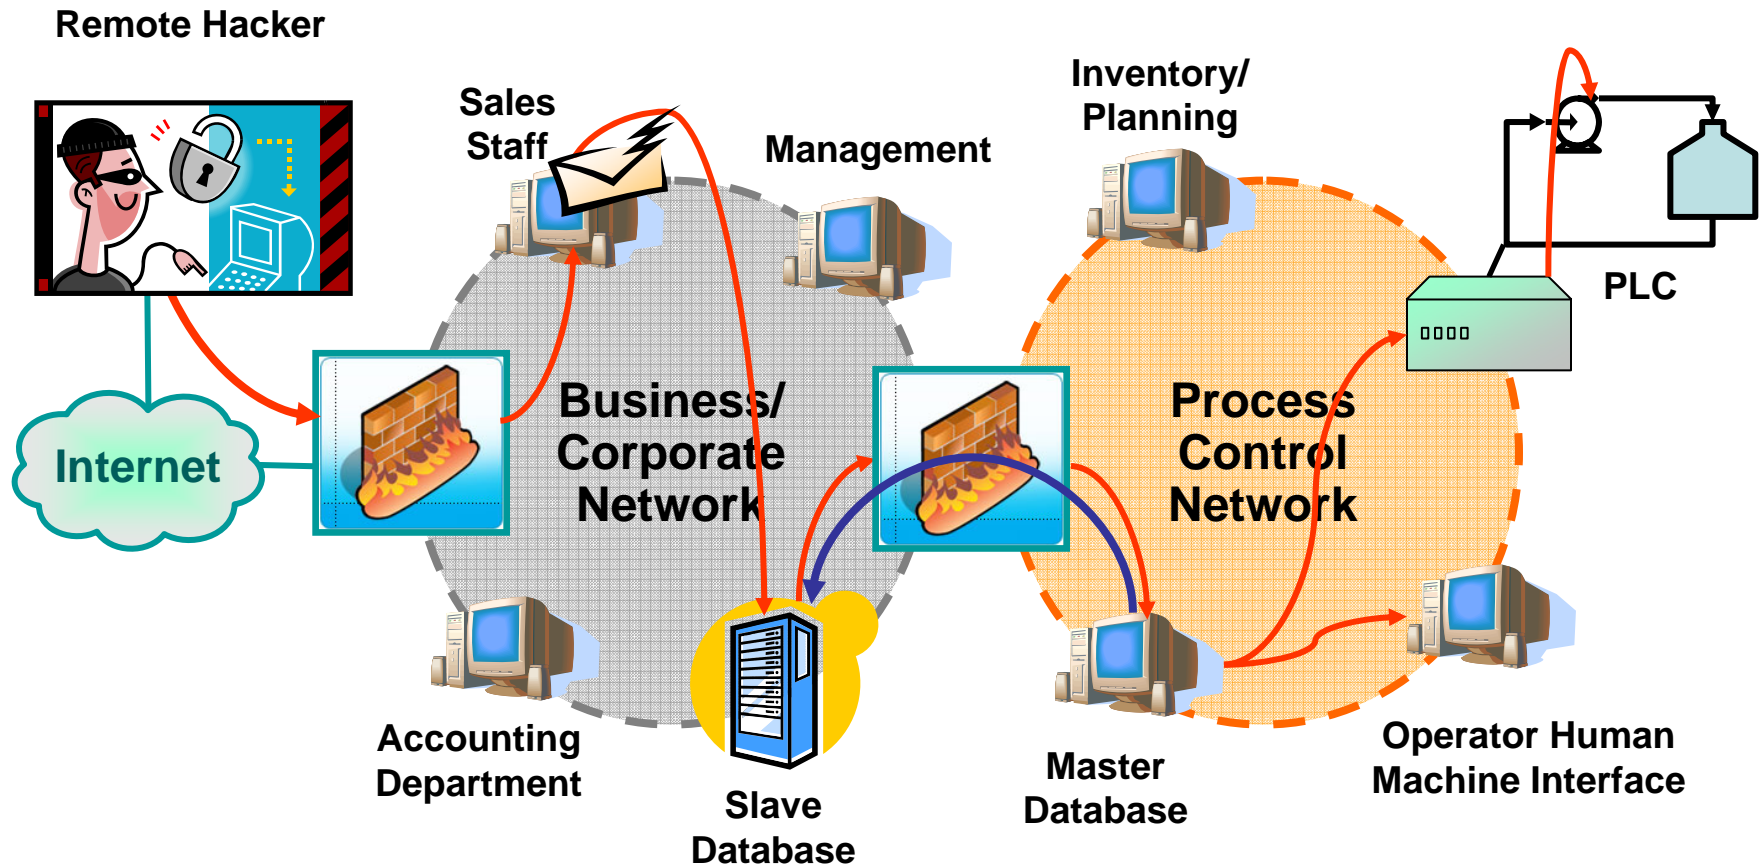 Remote Hacker
Sales
Staff
Management
Inventory/
Planning
PLC
Internet
Business/
Corporate
Network
Process
Control
Network
Accounting
Department
Slave
Database
Master
Database
Operator Human
Machine Interface